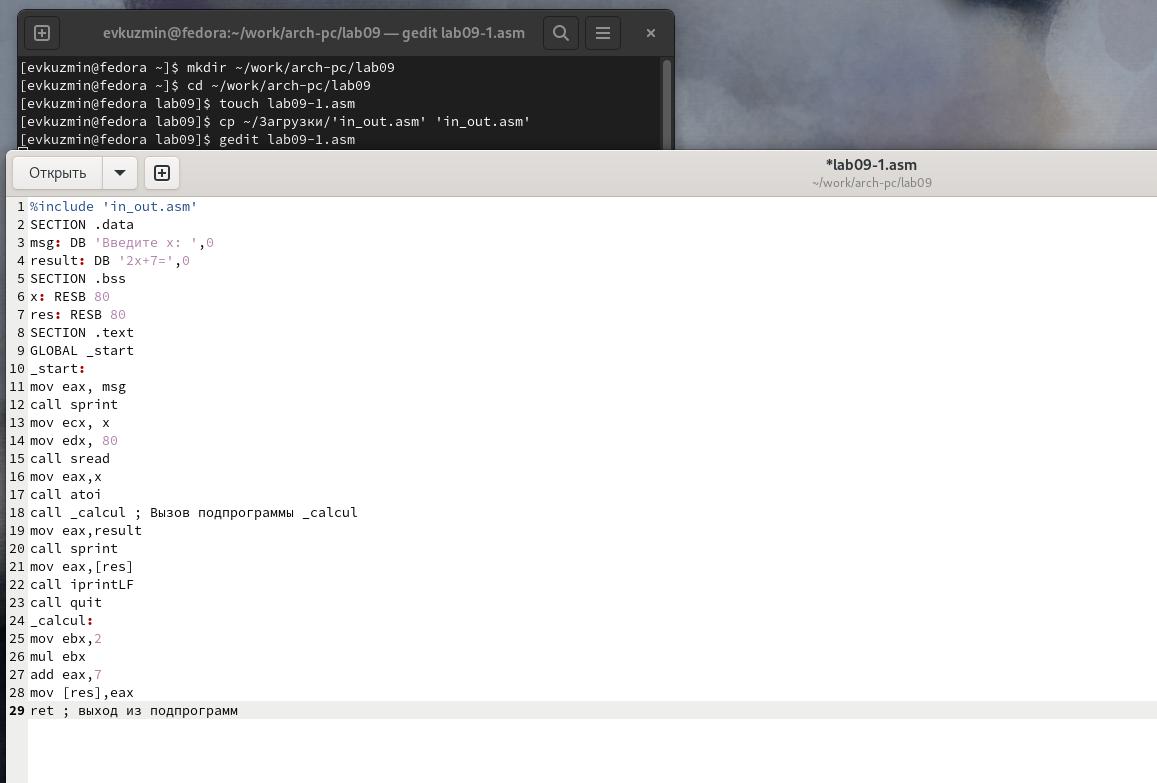 evkuzmin@fedora:~/work/arch-pc/lab09 — gedit lab09-1.asm
[evkuzmin@fedora ~]$ mkdir ~/work/arch-pc/lab09
[evkuzmin@fedora ~]$ cd ~/work/arch-pc/lab09
[evkuzmin@fedora lab09]$ touch lab09-1.asm
[evkuzmin@fedora lab09]$ cp ~/Загрузки/'in_out.asm' 'in_out.asm'
[evkuzmin@fedora lab09]$ gedit lab09-1.asm
Открыть
*lab09-1.asm
~/work/arch-pc/lab09
1 %include 'in_out.asm'
2 SECTION .data
3 msg: DB 'Введите x: ',0
4 result: DB '2x+7=',0
5 SECTION .bss
6 x: RESB 80
7 res: RESB 80
8 SECTION .text
9 GLOBAL _start
10 _start:
11 mov eax, msg
12 call sprint
13 mov ecx, x
14 mov edx, 80
15 call sread
16 mov eax,x
17 call atoi
18 call _calcul ; Вызов подпрограммы _calcul
19 mov eax,result
20 call sprint
21 mov eax,[res]
22 call iprintLF
23 call quit
24 _calcul:
25 mov ebx,2
26 mul ebx
27 add eax,7
28 mov [res],eax
29 ret ; выход из подпрограмм